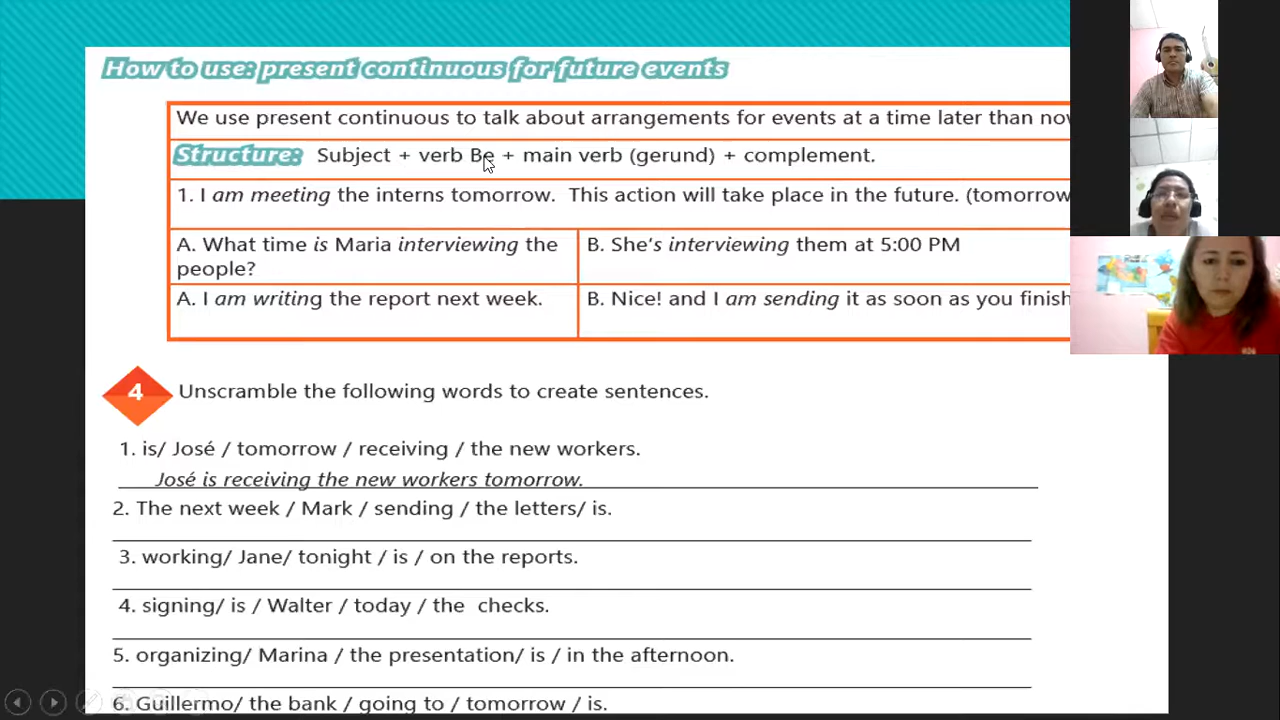 How to use: present continuous for future events
We use present continuous to talk about arrangements for events at a time later than now
Structure: Subject + verb Be + main verb (gerund) + complement.
1. I am meeting the interns tomorrow. This action will take place in the future. (tomorrow
A. What time is Maria interviewing the
people?
B. She's interviewing them at 5:00 PM
A. I am writing the report next week.
B. Nice! and I am sending it as soon as you finish
4 Unscramble the following words to create sentences.
1. is/ José / tomorrow / receiving / the new workers.
José is receiving the new workers tomorrow.
2. The next week / Mark / sending / the letters/ is.
3. working/ Jane/ tonight / is / on the reports.
4. signing/ is / Walter / today / the checks.
5. organizing/ Marina / the presentation/ is / in the afternoon.
6. Guillermo/ the bank / going to / tomorrow / is.